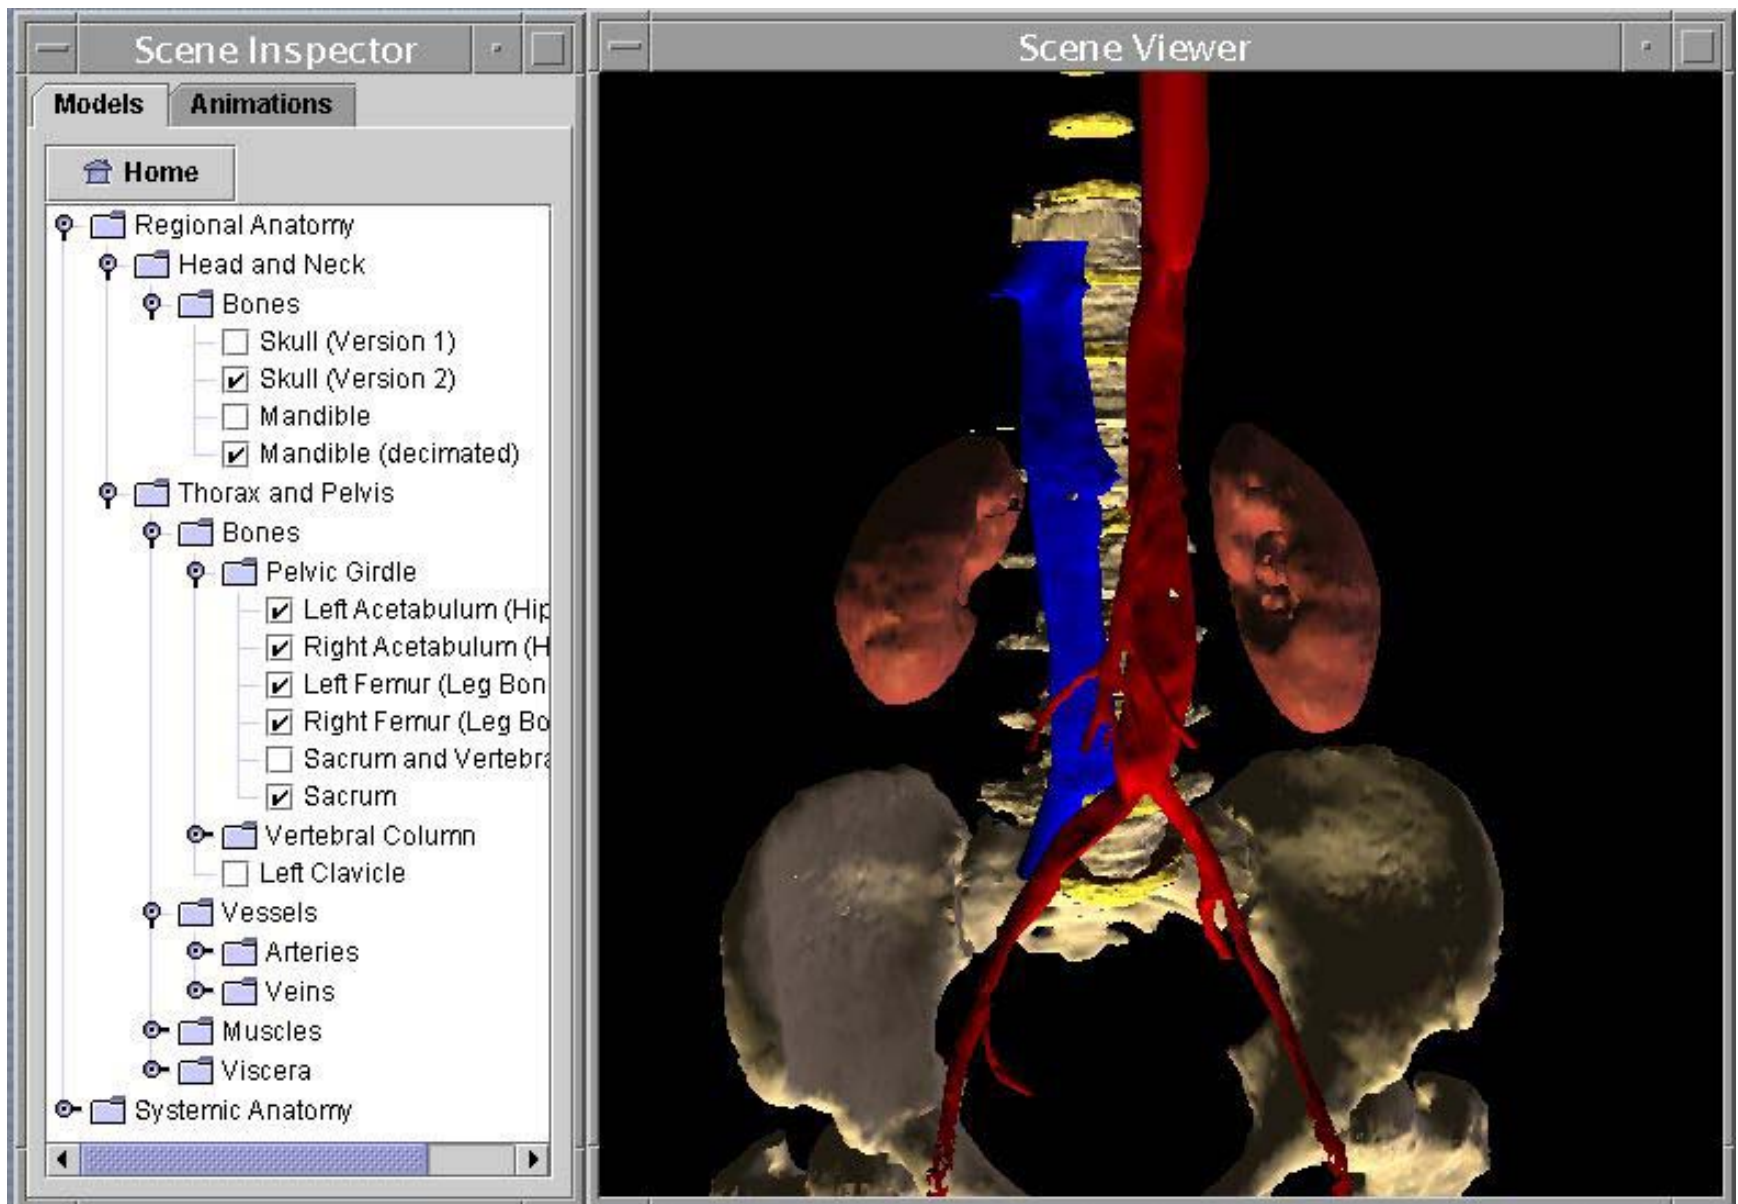 Scene Inspector
Models Animations
Home
Regional Anatomy
Head and Neck
Bones
Skull (Version 1)
Skull (Version 2)
Mandible
Mandible (decimated)
Thorax and Pelvis
Bones
Pelvic Girdle
Left Acetabulum (Hip
Right Acetabulum (H
Left Femur (Leg Bon
Right Femur (Leg Bo
Sacrum and Vertebra
Sacrum
Vertebral Column
Left Clavicle
Vessels
Arteries
Veins
Muscles
Viscera
Systemic Anatomy
Scene Viewer